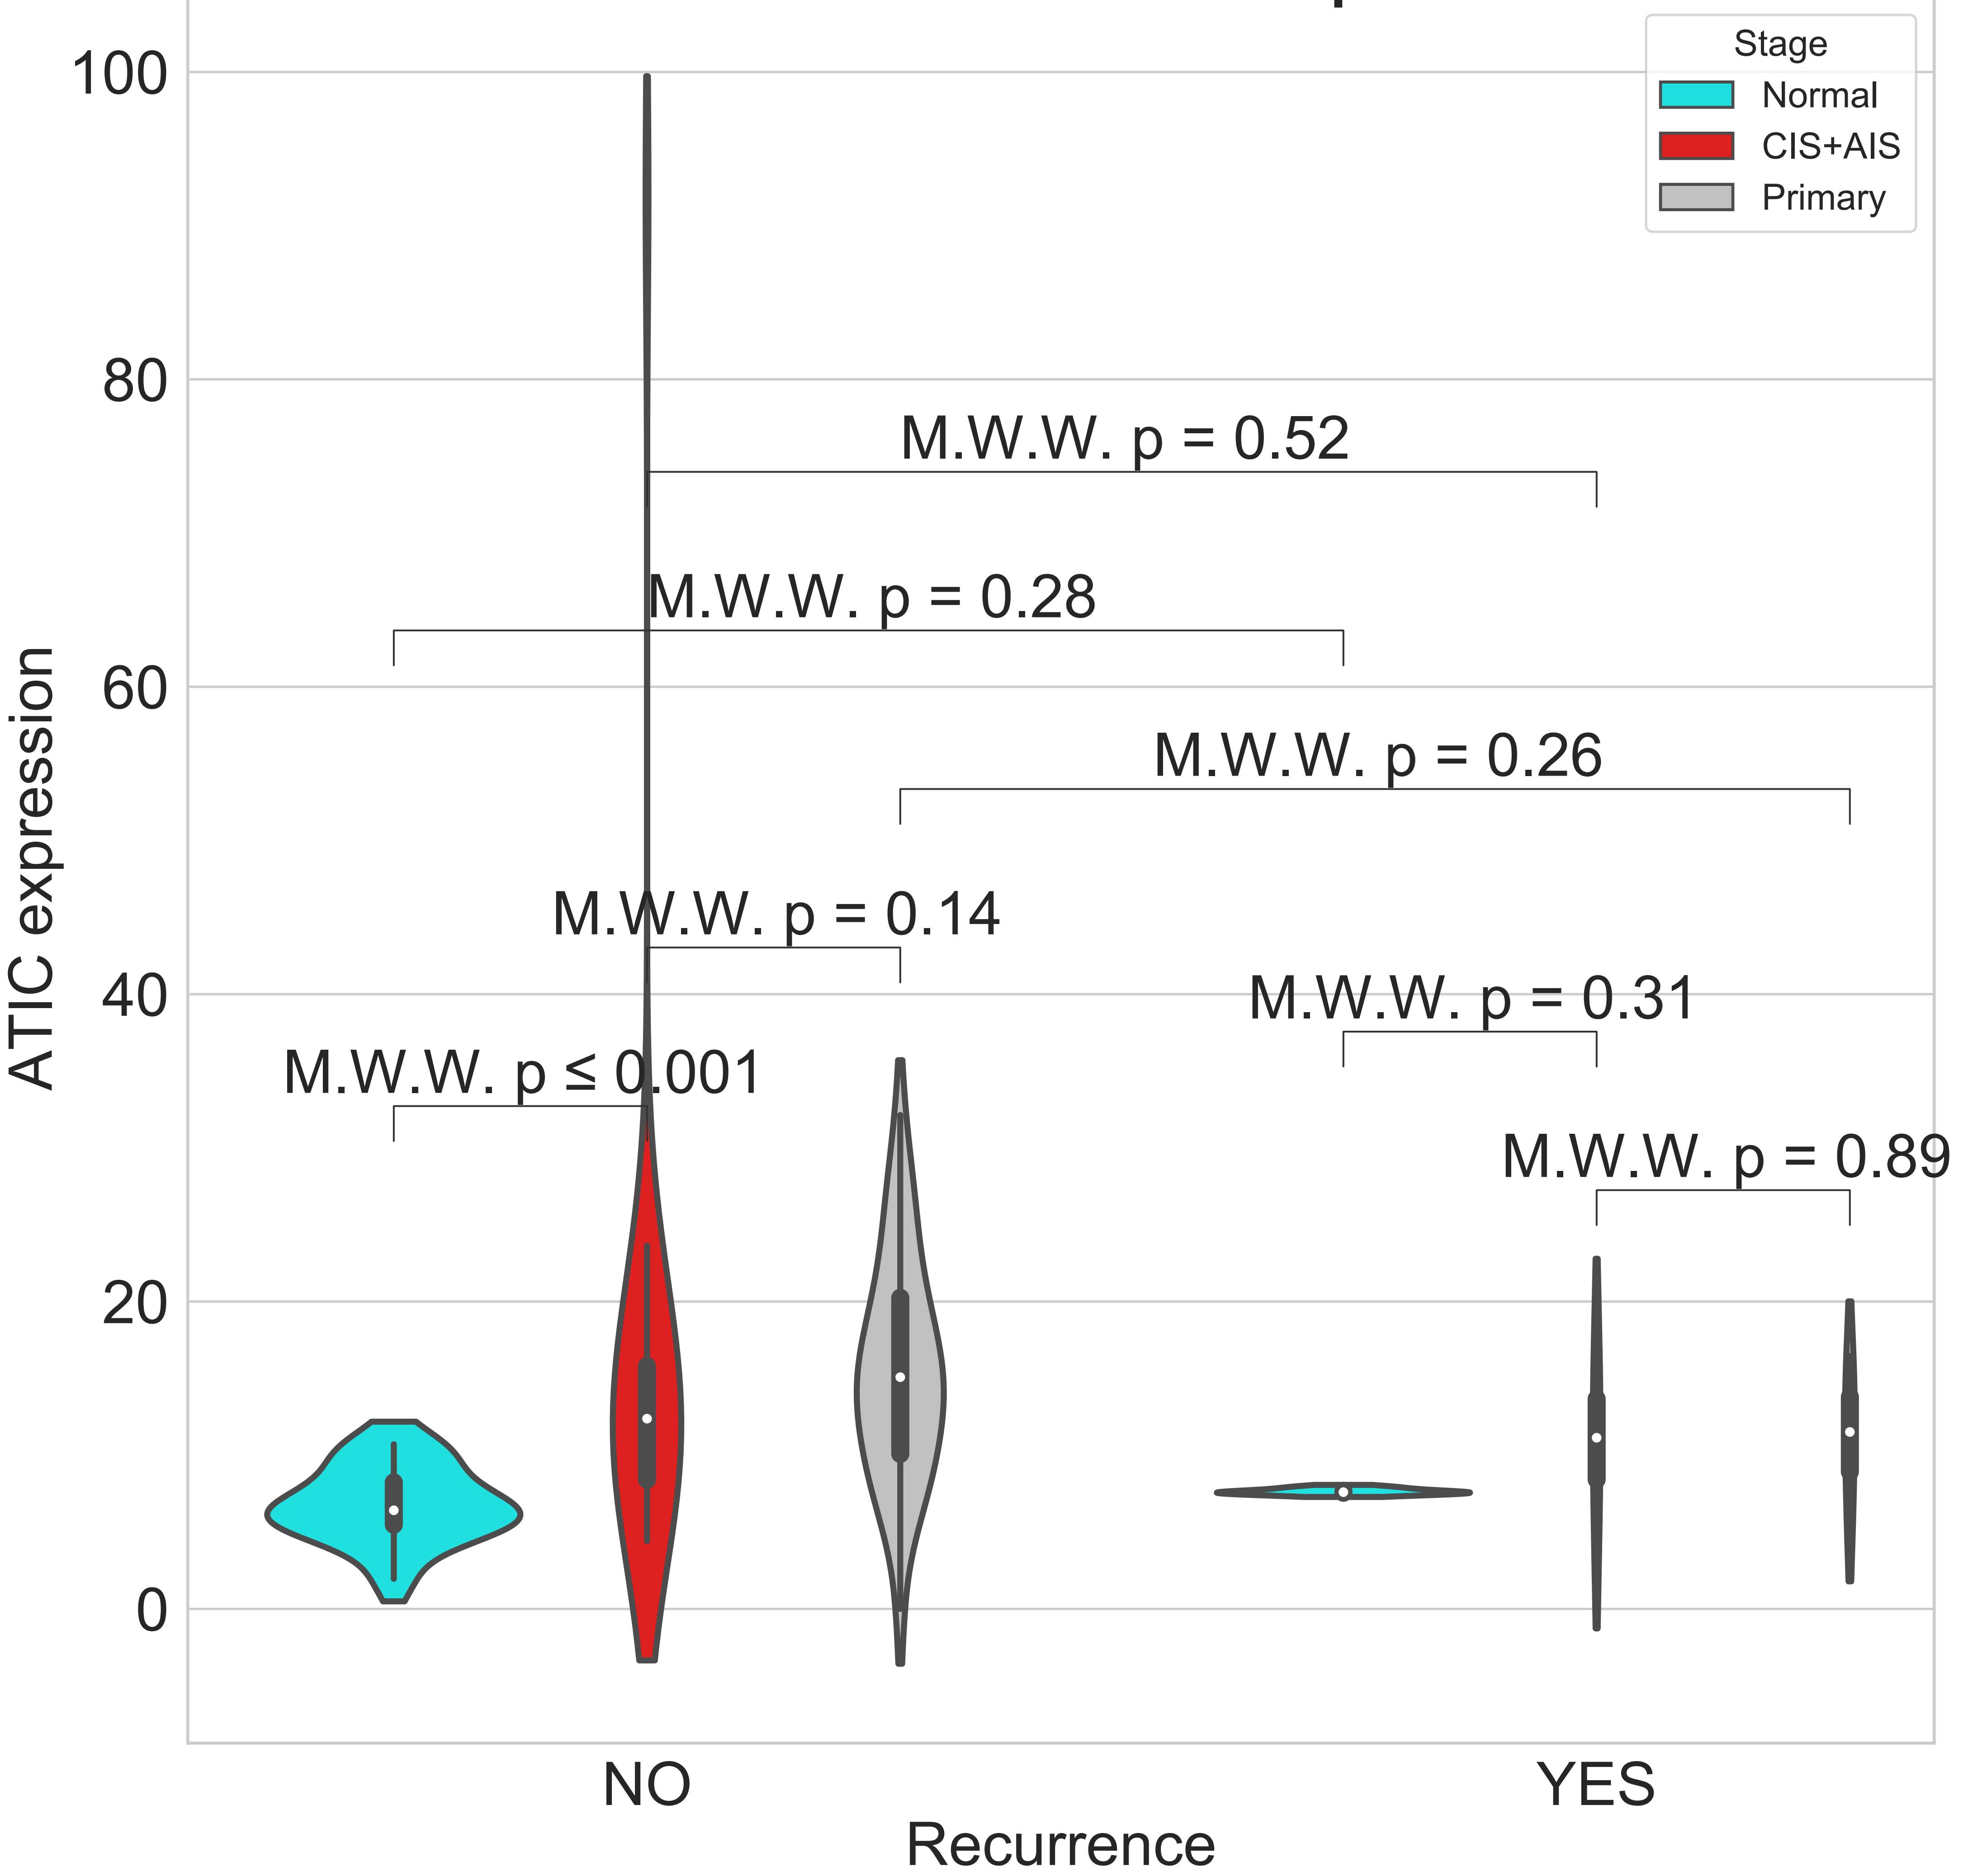 100
80
60
40
20
0
ATIC expression
Stage
Normal
CIS+AIS
Primary
M.W.W. p = 0.52
M.W.W. p = 0.28
M.W.W. p = 0.26
M.W.W. p = 0.14
M.W.W. p = 0.31
M.W.W. p ≤ 0.001
M.W.W. p = 0.89
NO
YES
Recurrence